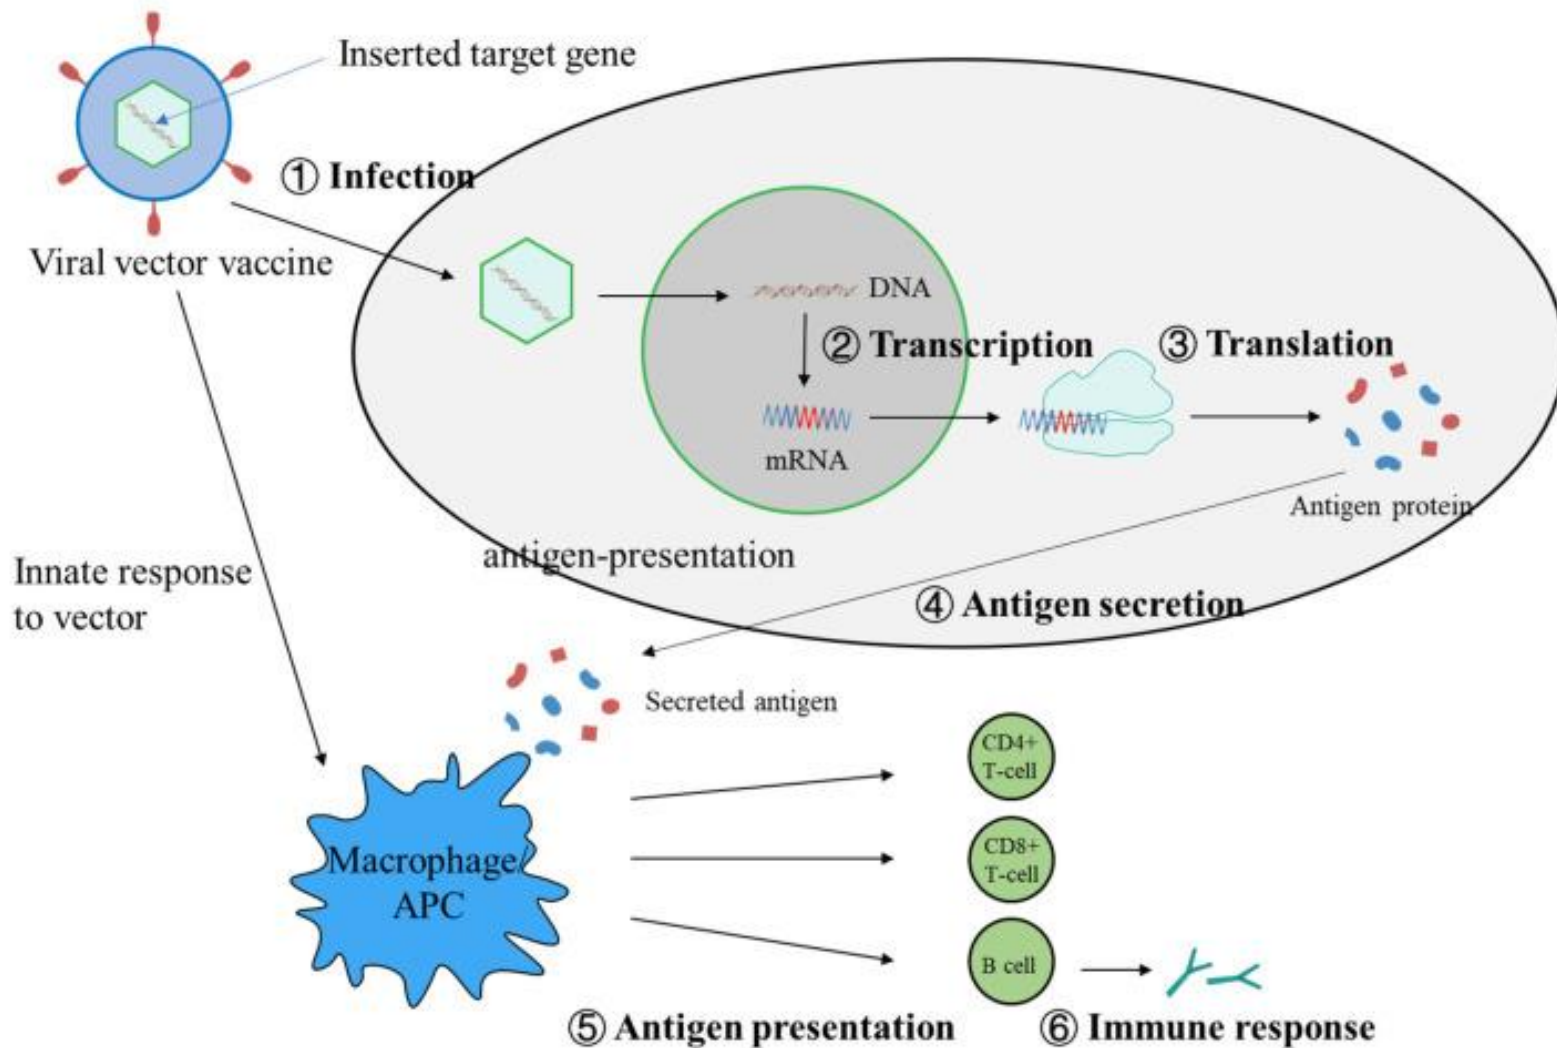 Inserted target gene
① Infection
Viral vector vaccine
DNA
② Transcription
③ Translation
mRNA
Antigen protein
antigen-presentation
Innate response
to vector
④ Antigen secretion
Secreted antigen
CD4+
T-cell
Macrophage/
APC
CD8+
T-cell
B cell
⑤ Antigen presentation
⑥ Immune response